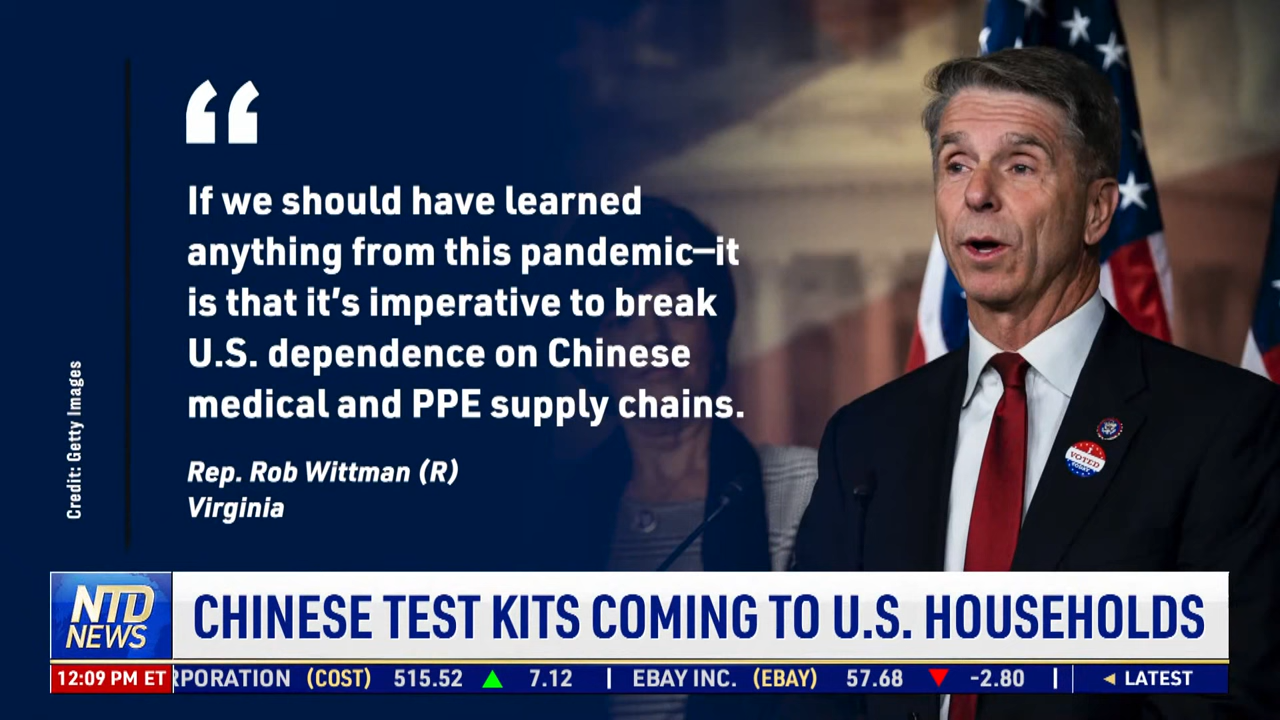 “
If we should have learned
anything from this pandemic—it
is that it’s imperative to break
U.S. dependence on Chinese
medical and PPE supply chains.
Rep. Rob Wittman (R)
Virginia
Credit: Getty Images
I VOTED TODAY
NTD
NEWS
CHINESE TEST KITS COMING TO U.S. HOUSEHOLDS
12:09 PM ET RPORATION (COST) 515.52 ▲ 7.12 | EBAY INC. (EBAY) 57.68 ▼ -2.80 | ◄ LATEST